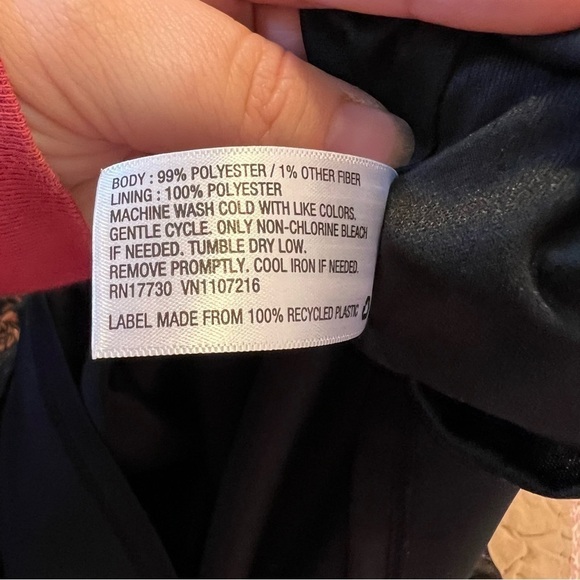 BODY : 99% POLYESTER / 1% OTHER FIBER
LINING : 100% POLYESTER
MACHINE WASH COLD WITH LIKE COLORS.
GENTLE CYCLE. ONLY NON-CHLORINE BLEACH
IF NEEDED. TUMBLE DRY LOW.
REMOVE PROMPTLY. COOL IRON IF NEEDED.
RN17730 VN1107216
LABEL MADE FROM 100% RECYCLED PLASTIC